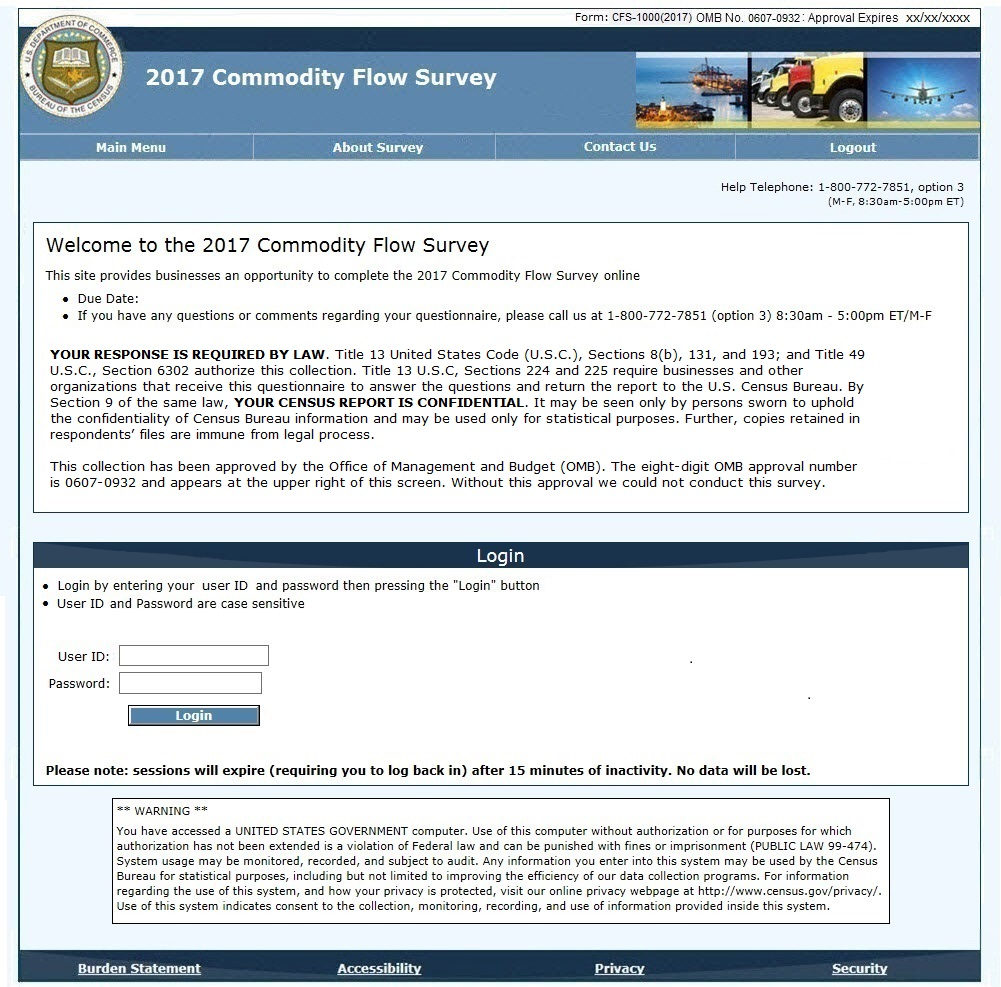 Form: CFS-1000(2017) OMB No. 0607-0932: Approval Expires xx/xx/xxxx
U.S. DEPARTMENT OF COMMERCE
BUREAU OF THE CENSUS
2017 Commodity Flow Survey
Main Menu About Survey Contact Us Logout
Help Telephone: 1-800-772-7851, option 3
(M-F, 8:30am-5:00pm ET)
Welcome to the 2017 Commodity Flow Survey
This site provides businesses an opportunity to complete the 2017 Commodity Flow Survey online
• Due Date:
• If you have any questions or comments regarding your questionnaire, please call us at 1-800-772-7851 (option 3) 8:30am - 5:00pm ET/M-F
YOUR RESPONSE IS REQUIRED BY LAW. Title 13 United States Code (U.S.C.), Sections 8(b), 131, and 193; and Title 49
U.S.C., Section 6302 authorize this collection. Title 13 U.S.C, Sections 224 and 225 require businesses and other
organizations that receive this questionnaire to answer the questions and return the report to the U.S. Census Bureau. By
Section 9 of the same law, YOUR CENSUS REPORT IS CONFIDENTIAL. It may be seen only by persons sworn to uphold
the confidentiality of Census Bureau information and may be used only for statistical purposes. Further, copies retained in
respondents’ files are immune from legal process.
This collection has been approved by the Office of Management and Budget (OMB). The eight-digit OMB approval number
is 0607-0932 and appears at the upper right of this screen. Without this approval we could not conduct this survey.
Login
• Login by entering your user ID and password then pressing the "Login" button
• User ID and Password are case sensitive
User ID:
Password:
Login
Please note: sessions will expire (requiring you to log back in) after 15 minutes of inactivity. No data will be lost.
** WARNING **
You have accessed a UNITED STATES GOVERNMENT computer. Use of this computer without authorization or for purposes for which
authorization has not been extended is a violation of Federal law and can be punished with fines or imprisonment (PUBLIC LAW 99-474).
System usage may be monitored, recorded, and subject to audit. Any information you enter into this system may be used by the Census
Bureau for statistical purposes, including but not limited to improving the efficiency of our data collection programs. For information
regarding the use of this system, and how your privacy is protected, visit our online privacy webpage at http://www.census.gov/privacy/.
Use of this system indicates consent to the collection, monitoring, recording, and use of information provided inside this system.
Burden Statement Accessibility Privacy Security